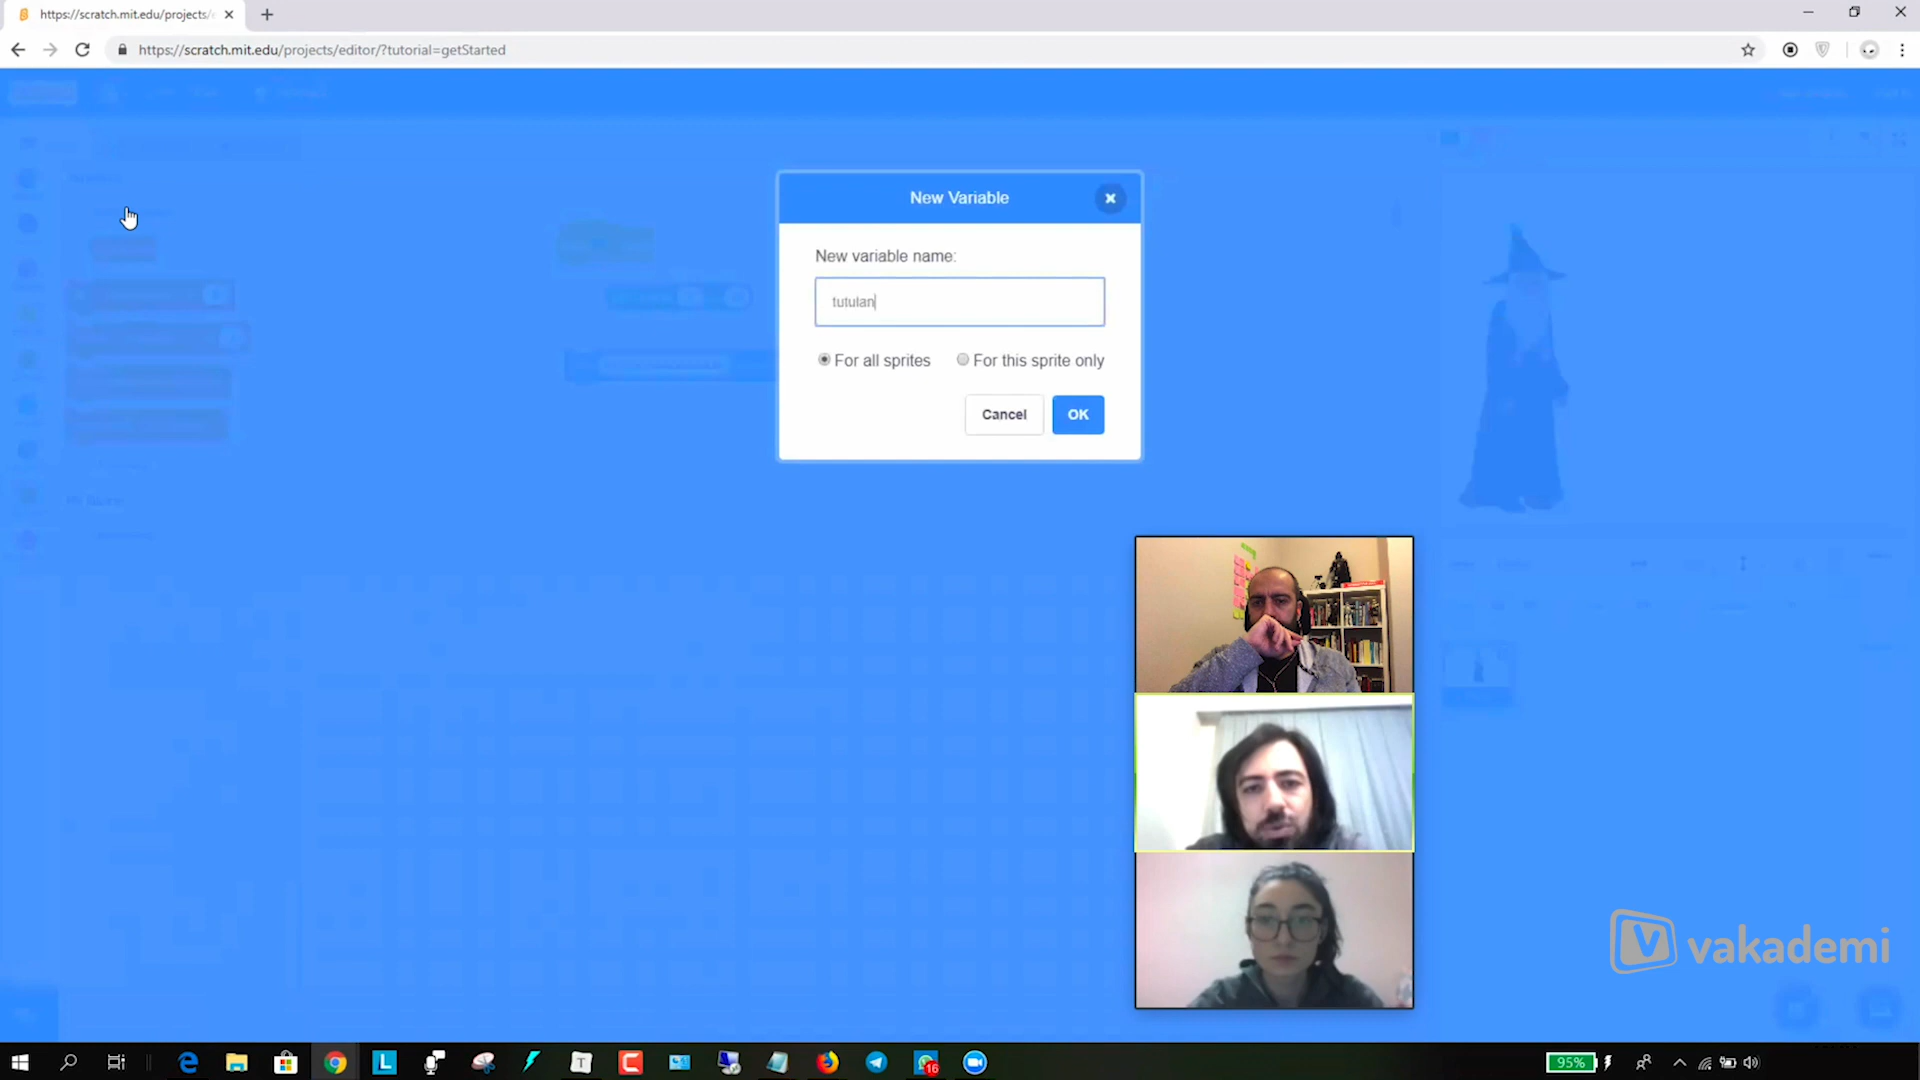 https://scratch.mit.edu/projects/
https://scratch.mit.edu/projects/editor/?tutorial=getStarted
New Variable
New variable name:
tutulan
For all sprites
For this sprite only
Cancel
OK
vakademi
95%
16